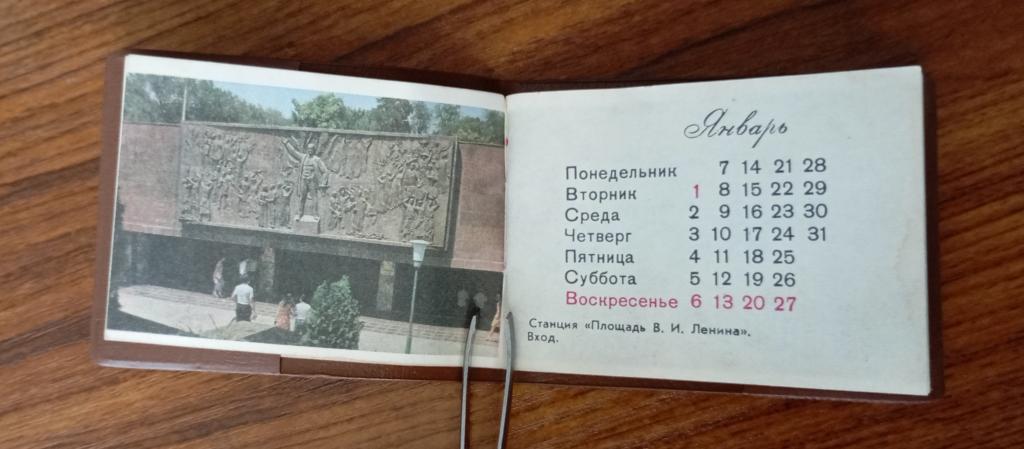 Январь
Понедельник 7 14 21 28
Вторник 1 8 15 22 29
Среда 2 9 16 23 30
Четверг 3 10 17 24 31
Пятница 4 11 18 25
Суббота 5 12 19 26
Воскресенье 6 13 20 27
Станция «Площадь В. И. Ленина».
Вход.